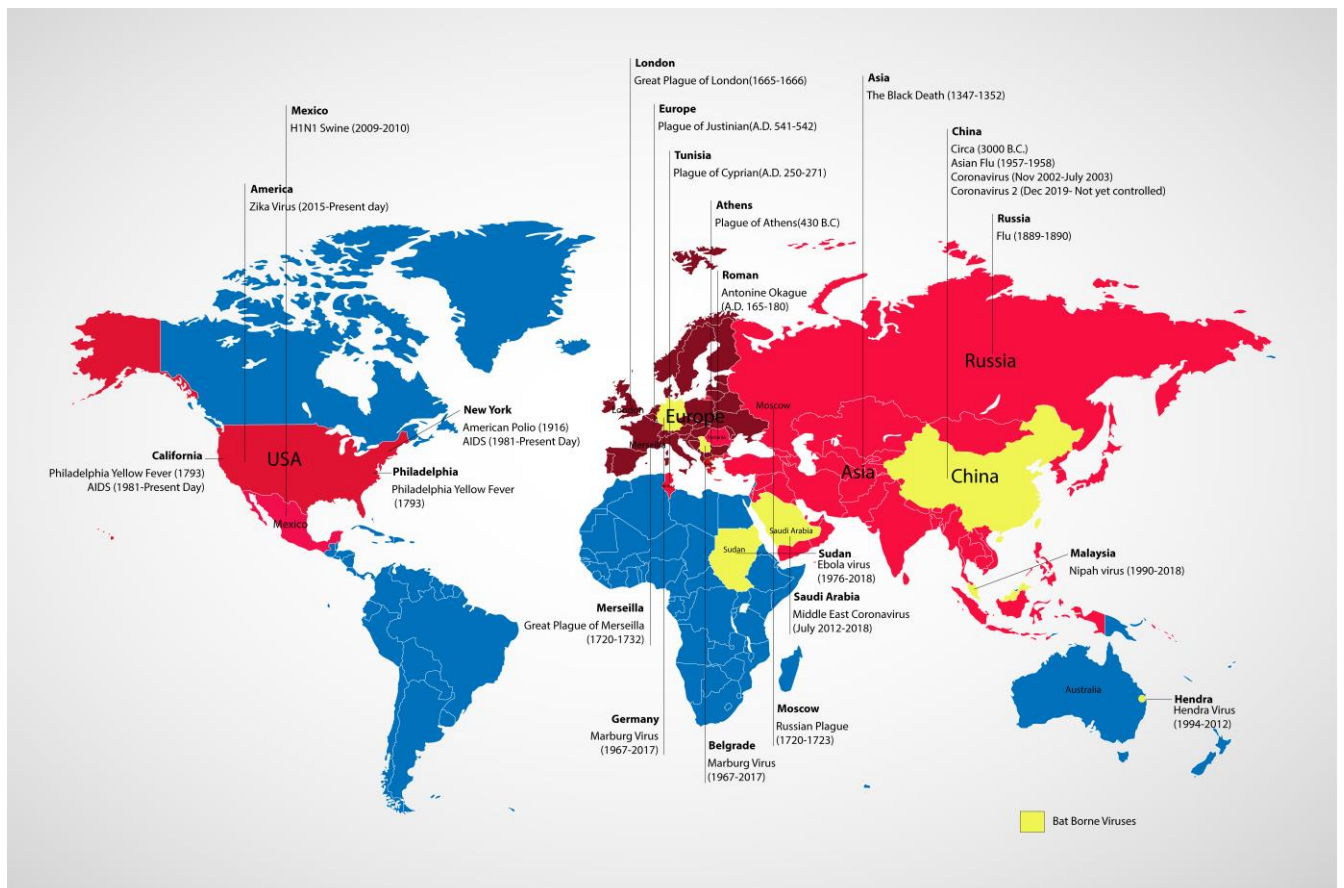 London
Great Plague of London(1665-1666)
Asia
The Black Death (1347-1352)
Mexico
H1N1 Swine (2009-2010)
Europe
Plague of Justinian(A.D. 541-542)
China
Circa (3000 B.C.)
Asian Flu (1957-1958)
Coronavirus (Nov 2002-July 2003)
Coronavirus 2 (Dec 2019- Not yet controlled)
Tunisia
Plague of Cyprian(A.D. 250-271)
America
Zika Virus (2015-Present day)
Athens
Plague of Athens(430 B.C)
Russia
Flu (1889-1890)
Roman
Antonine Okague
(A.D. 165-180)
Russia
London
Europe
Moscow
Merseilla
New York
American Polio (1916)
AIDS (1981-Present Day)
California
Philadelphia Yellow Fever (1793)
AIDS (1981-Present Day)
USA
Philadelphia
Philadelphia Yellow Fever
(1793)
Asia
China
Mexico
Saudi Arabia
Sudan
Sudan
Ebola virus
(1976-2018)
Malaysia
Nipah virus (1990-2018)
Saudi Arabia
Middle East Coronavirus
(July 2012-2018)
Merseilla
Great Plague of Merseilla
(1720-1732)
Australia
Hendra
Hendra Virus
(1994-2012)
Moscow
Russian Plague
(1720-1723)
Germany
Marburg Virus
(1967-2017)
Belgrade
Marburg Virus
(1967-2017)
Bat Borne Viruses